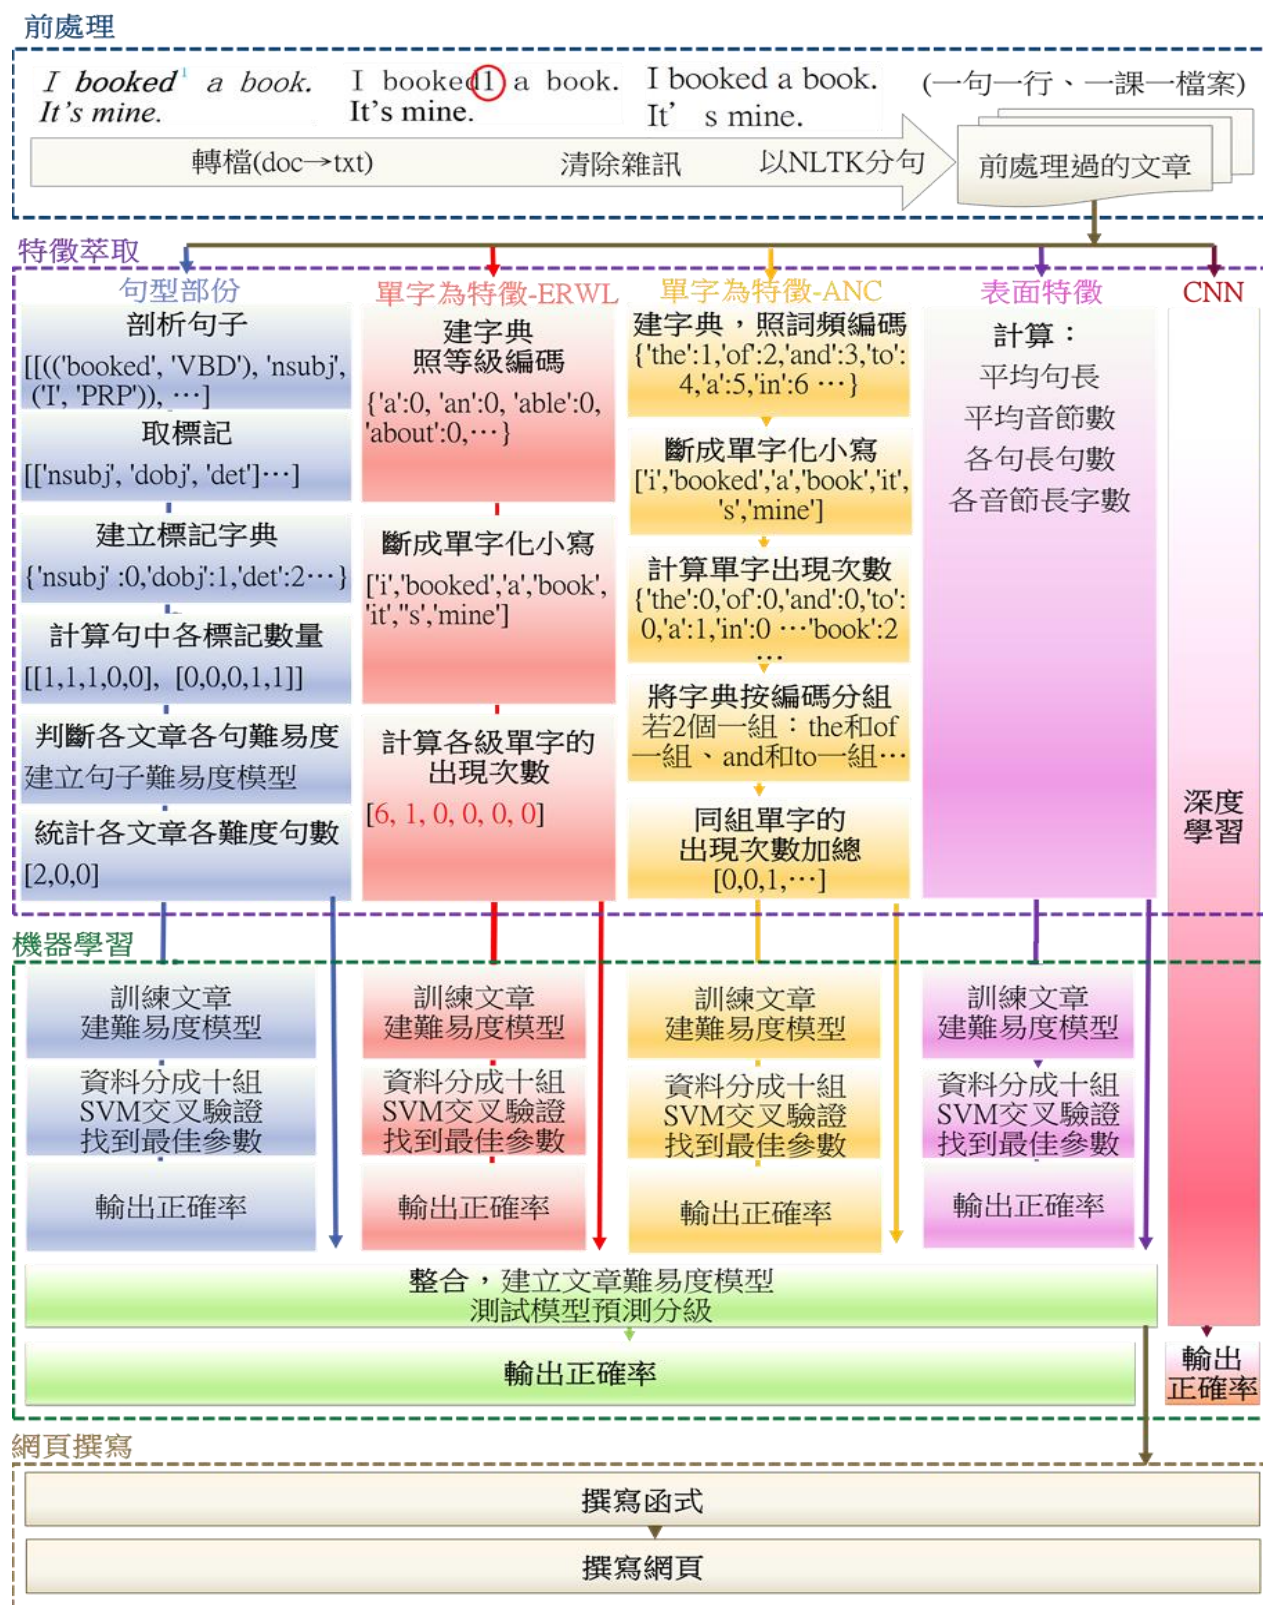 前處理
I booked¹ a book.
It's mine.
I booked1 a book.
It's mine.
I booked a book.
It' s mine.
(一句一行、一課一檔案)
轉檔(doc→txt)
清除雜訊
以NLTK分句
前處理過的文章
特徵萃取
句型部份
剖析句子
[[(('booked', 'VBD'), 'nsubj',
('I', 'PRP')), …]
取標記
[['nsubj', 'dobj', 'det']…]
建立標記字典
{'nsubj' :0,'dobj':1,'det':2…}
計算句中各標記數量
[[1,1,1,0,0], [0,0,0,1,1]]
判斷各文章各句難易度
建立句子難易度模型
統計各文章各難度句數
[2,0,0]
單字為特徵-ERWL
建字典
照等級編碼
{'a':0, 'an':0, 'able':0,
'about':0,…}
斷成單字化小寫
['i','booked','a','book',
'it',''s','mine']
計算各級單字的
出現次數
[6, 1, 0, 0, 0, 0]
單字為特徵-ANC
建字典，照詞頻編碼
{'the':1,'of':2,'and':3,'to':
4,'a':5,'in':6 …}
斷成單字化小寫
['i','booked','a','book','it',
's','mine']
計算單字出現次數
{'the':0,'of':0,'and':0,'to':
0,'a':1,'in':0 …'book':2
…
將字典按編碼分組
若2個一組：the和of
一組、and和to一組…
同組單字的
出現次數加總
[0,0,1,…]
表面特徵
計算：
平均句長
平均音節數
各句長句數
各音節長字數
CNN
深度
學習
機器學習
訓練文章
建難易度模型
資料分成十組
SVM交叉驗證
找到最佳參數
輸出正確率
訓練文章
建難易度模型
資料分成十組
SVM交叉驗證
找到最佳參數
輸出正確率
訓練文章
建難易度模型
資料分成十組
SVM交叉驗證
找到最佳參數
輸出正確率
訓練文章
建難易度模型
資料分成十組
SVM交叉驗證
找到最佳參數
輸出正確率
整合，建立文章難易度模型
測試模型預測分級
輸出正確率
輸出
正確率
網頁撰寫
撰寫函式
撰寫網頁